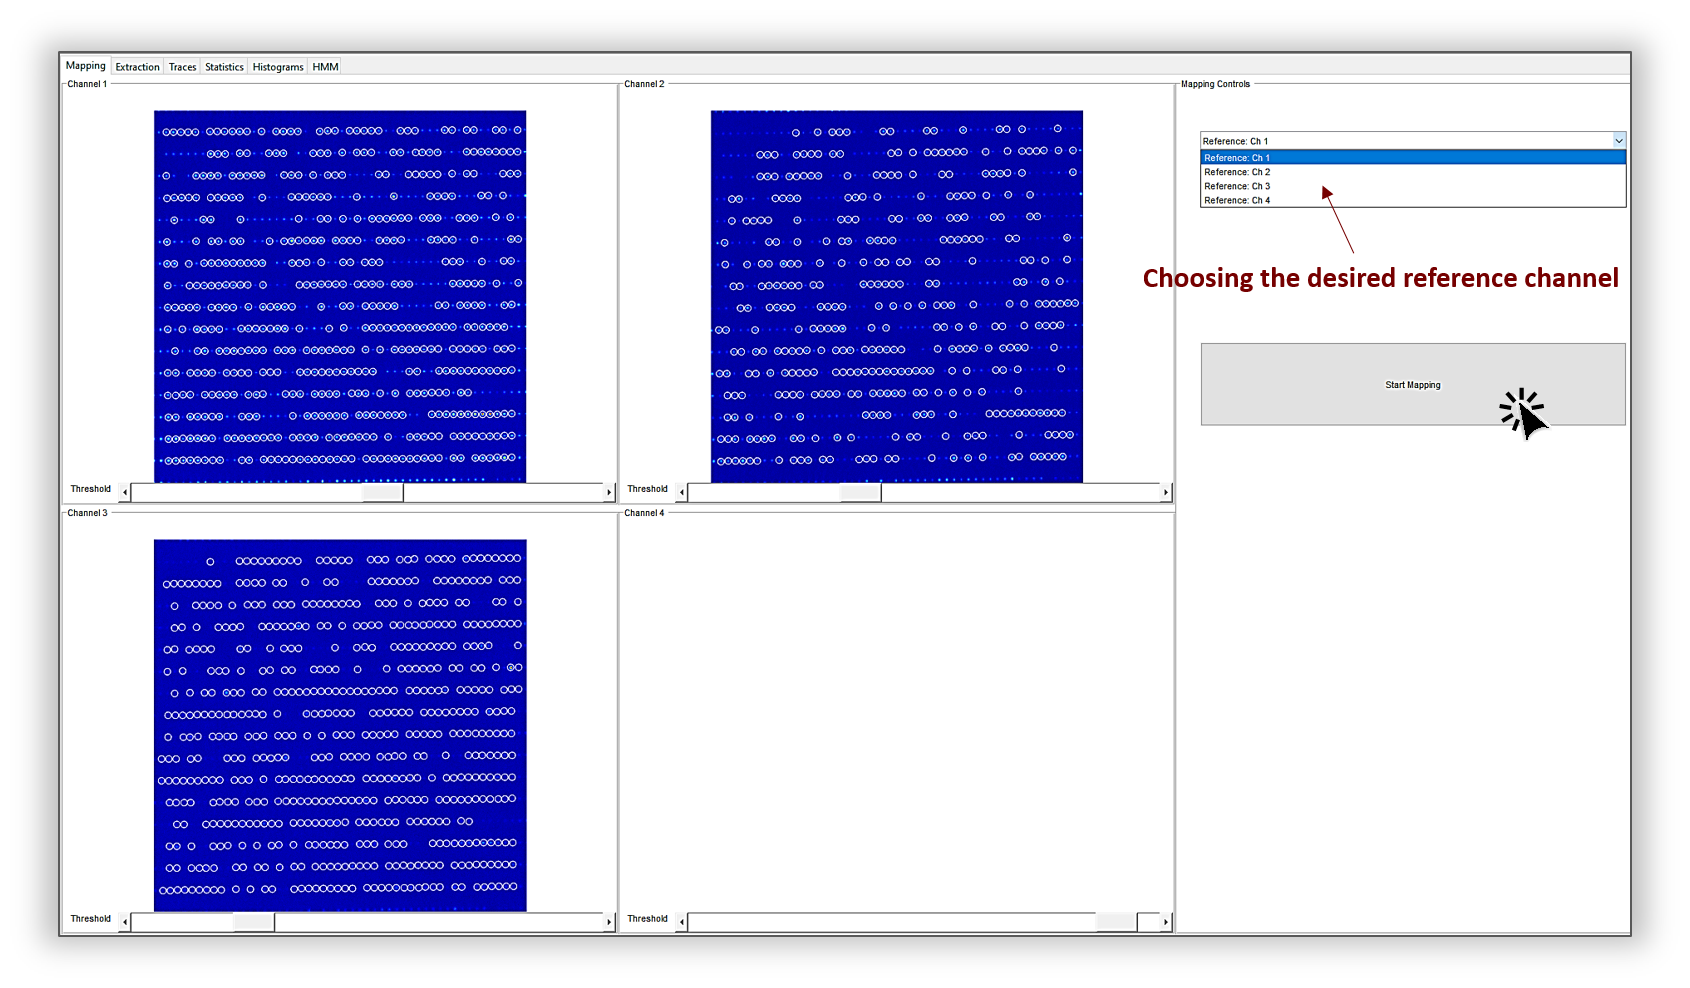 Mapping Extraction Traces Statistics Histograms HMM
Channel 1
Channel 2
Mapping Controls
Reference: Ch 1
Reference: Ch 1
Reference: Ch 2
Reference: Ch 3
Reference: Ch 4
Choosing the desired reference channel
Start Mapping
Threshold
Threshold
Channel 3
Channel 4
Threshold
Threshold